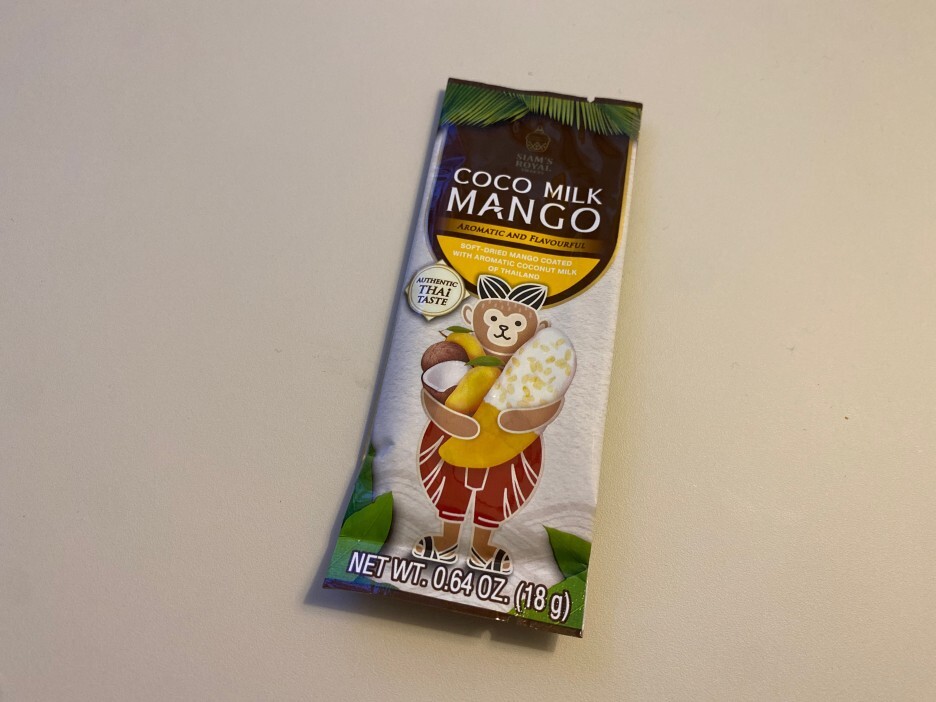 SIAM'S
ROYAL
COCO MILK
MANGO
AROMATIC AND FLAVOURFUL
SOFT-DRIED MANGO COATED
WITH AROMATIC COCONUT MILK
OF THAILAND
AUTHENTIC
THAI
TASTE
NET WT. 0.64 OZ. (18 g)